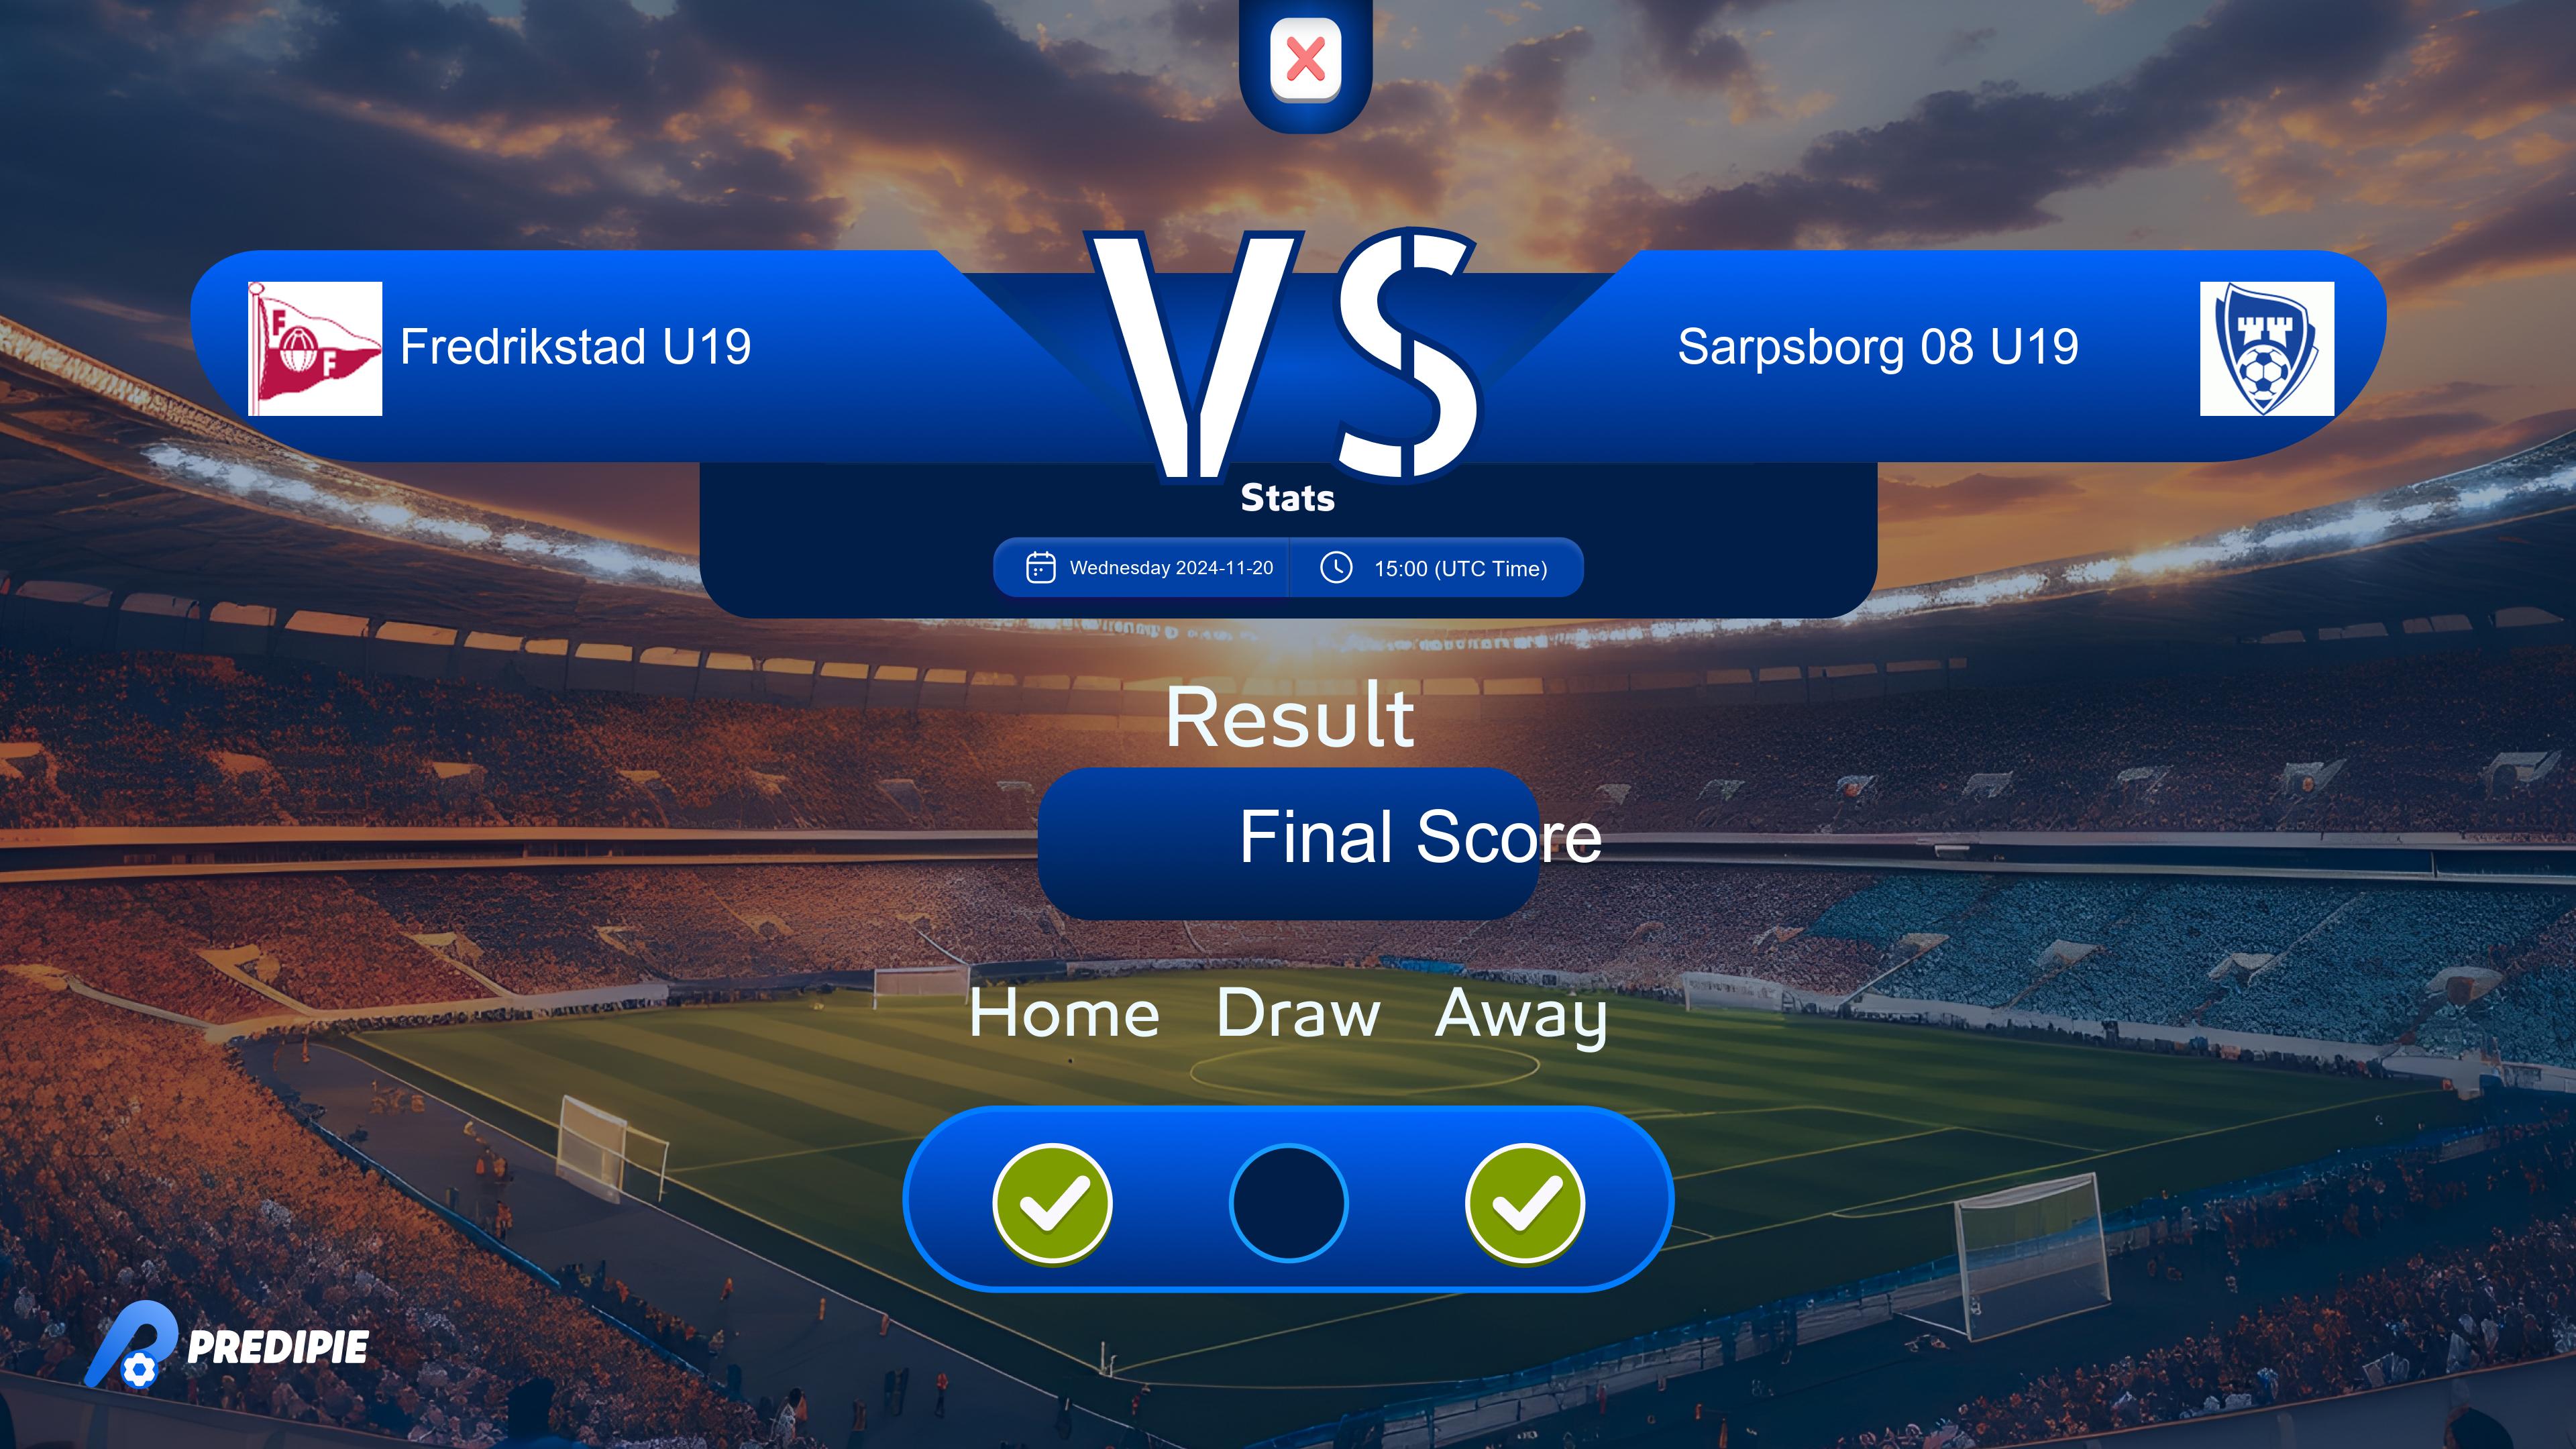 VS
Fredrikstad U19
Sarpsborg 08 U19
F
F
Stats
Wednesday 2024-11-20
15:00 (UTC Time)
Result
Final Score
Home Draw Away
PREDIPIE